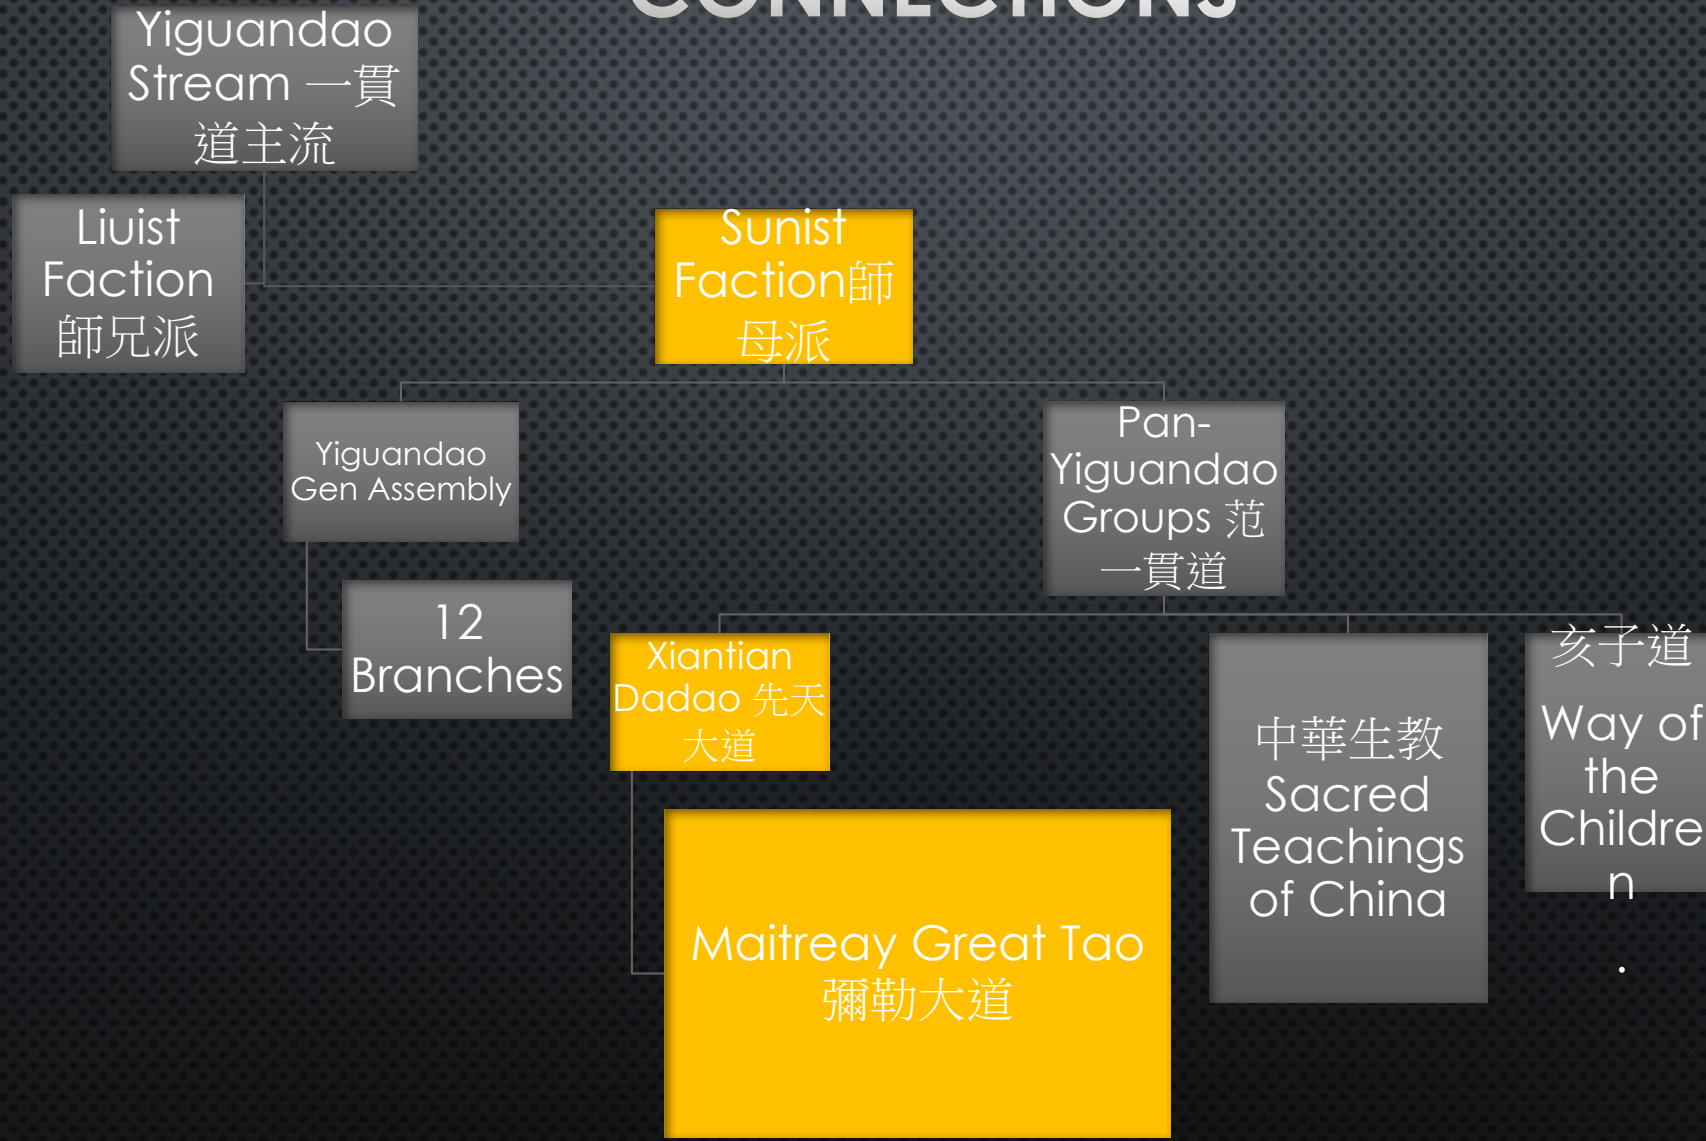 CONNECTIONS
Yiguandao
Stream 一貫
道主流
Liuist
Faction
師兄派
Sunist
Faction師
母派
Yiguandao
Gen Assembly
Pan-
Yiguandao
Groups 范
一貫道
12
Branches
Xiantian
Dadao 先天
大道
Maitreay Great Tao
彌勒大道
中華生教
Sacred
Teachings
of China
亥子道
Way of
the
Childre
n
.